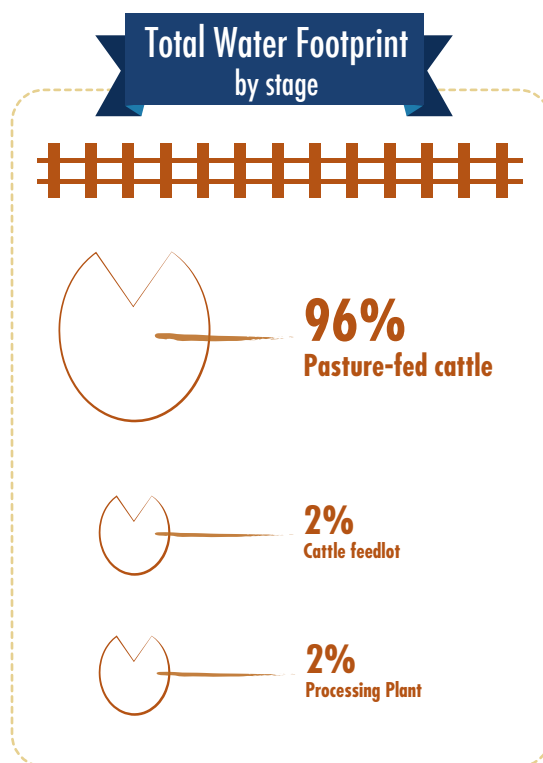 Total Water Footprint
by stage
96%
Pasture-fed cattle
2%
Cattle feedlot
2%
Processing Plant